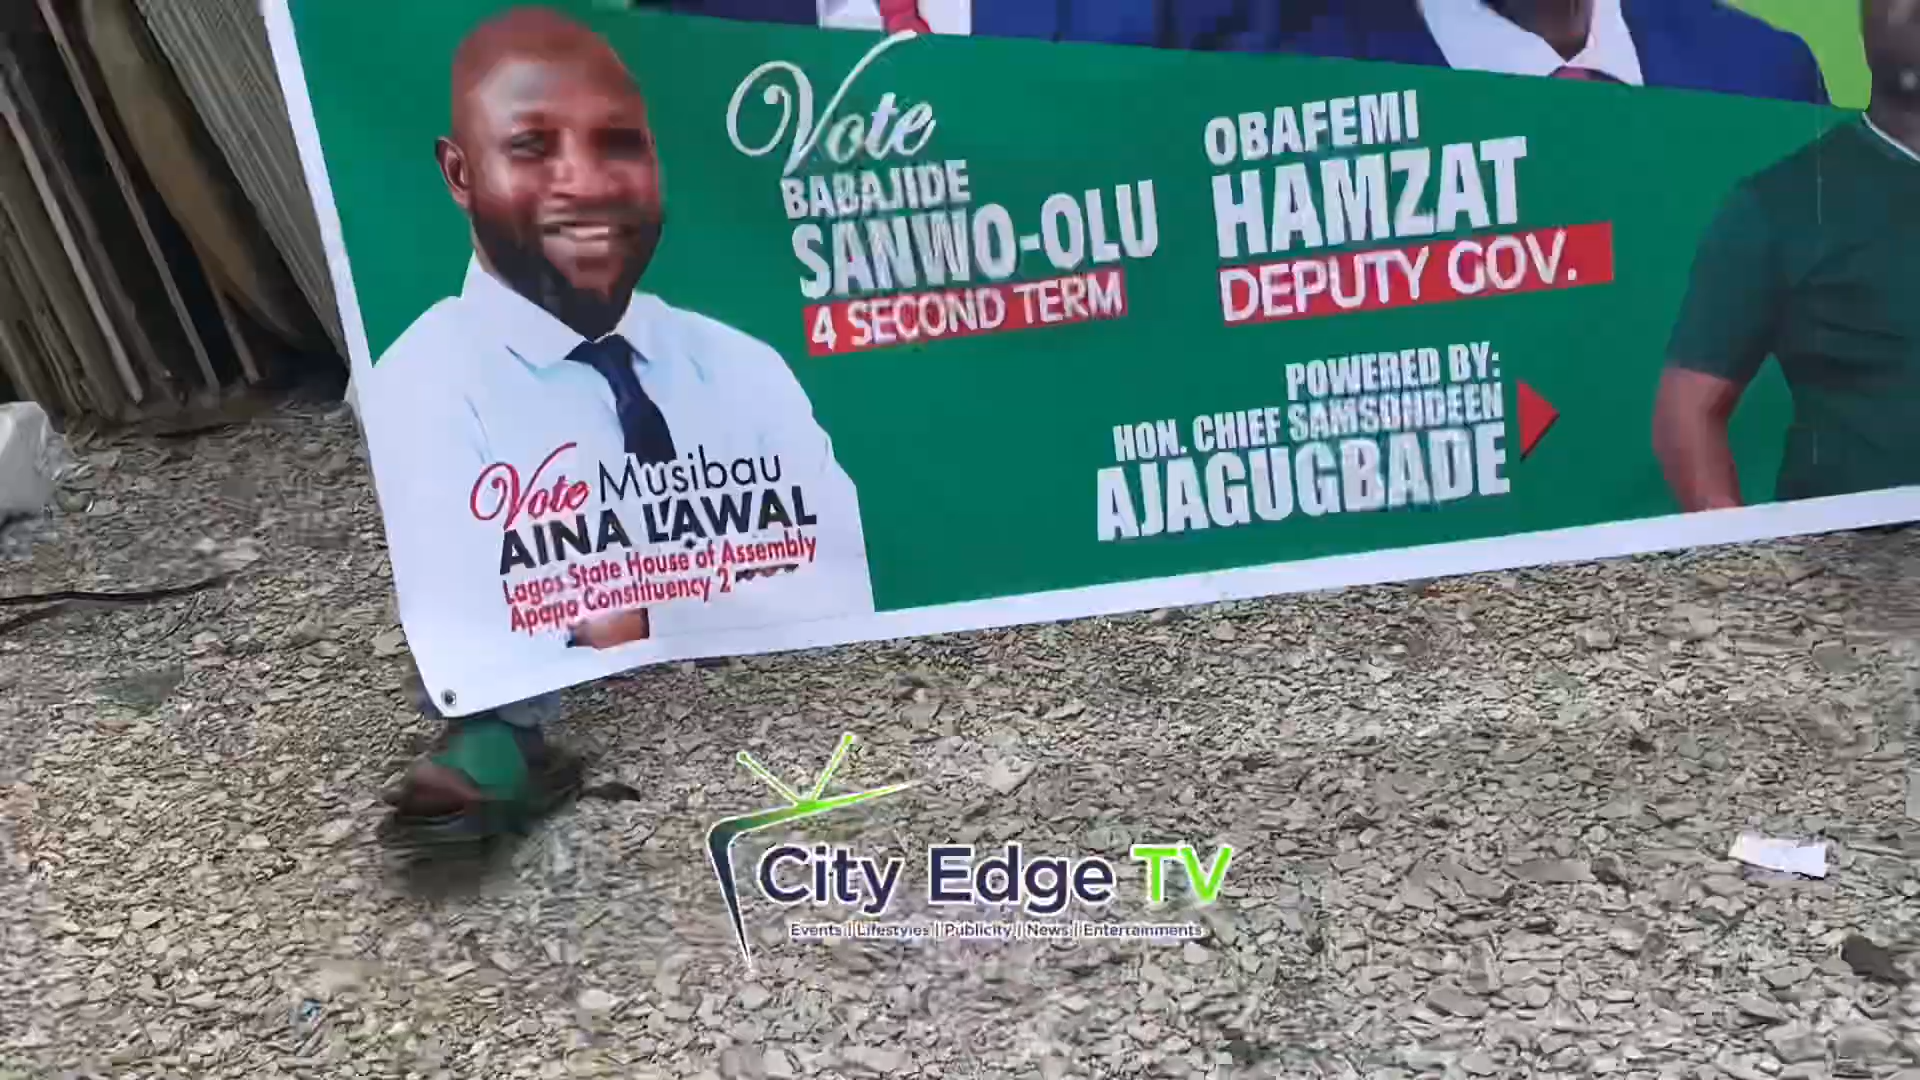 Vote
BABAJIDE
SANWO-OLU
4 SECOND TERM
OBAFEMI
HAMZAT
DEPUTY GOV.
POWERED BY:
HON. CHIEF SAMSONDEEN
AJAGUGBADE
Vote Musibau
AINA LAWAL
Lagos State House of Assembly
Apapa Constituency 2
City Edge TV
Events | Lifestyles | Publicity | News | Entertainments